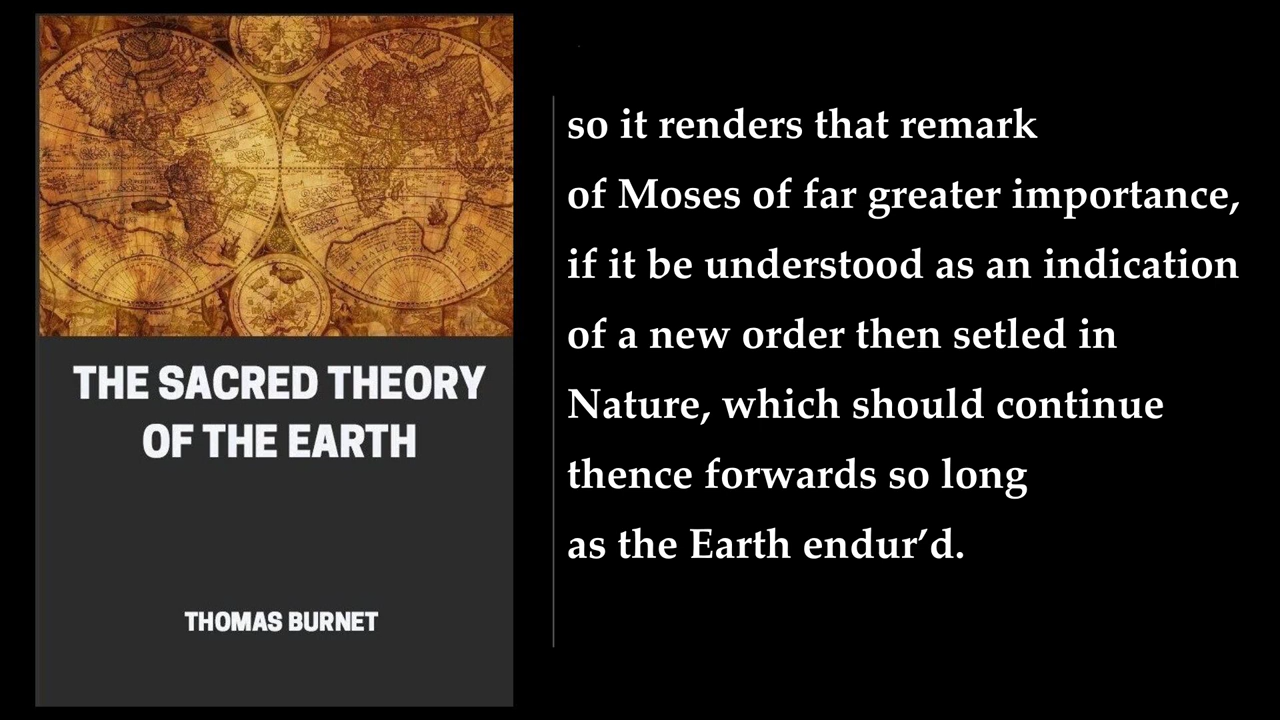 THE SACRED THEORY
OF THE EARTH
THOMAS BURNET
so it renders that remark
of Moses of far greater importance,
if it be understood as an indication
of a new order then setled in
Nature, which should continue
thence forwards so long
as the Earth endur’d.